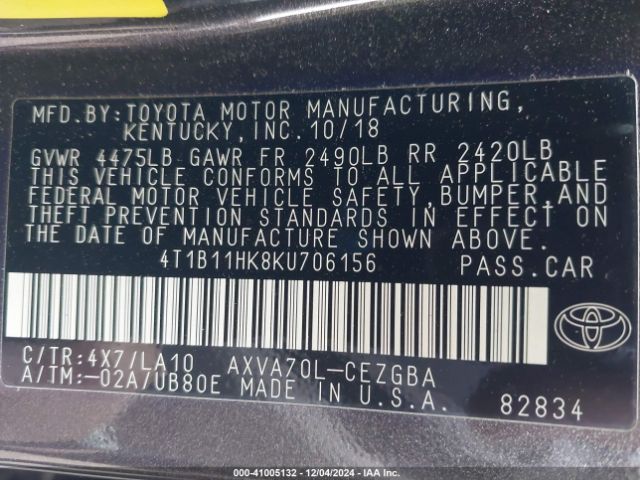 MFD.BY:TOYOTA MOTOR MANUFACTURING,
KENTUCKY,INC.10/18
GVWR 4475LB GAWR FR 2490LB RR 2420LB
THIS VEHICLE CONFORMS TO ALL APPLICABLE
FEDERAL MOTOR VEHICLE SAFETY,BUMPER,AND
THEFT PREVENTION STANDARDS IN EFFECT ON
THE DATE OF MANUFACTURE SHOWN ABOVE.
4T1B11HK8KU706156 PASS.CAR
C/TR:4X7/LA10 AXVA70L-CEZGBA
A/TM:-02A/UB80E MADE IN U.S.A. 82834
000-41005132 - 12/04/2024 - IAA Inc.